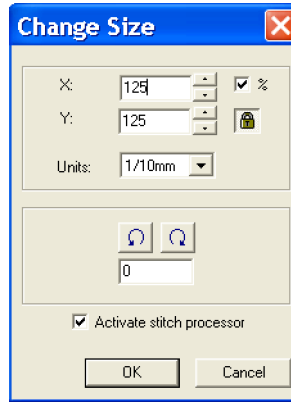 Change Size
X: 125 %
Y: 125
Units: 1/10mm
0
Activate stitch processor
OK Cancel